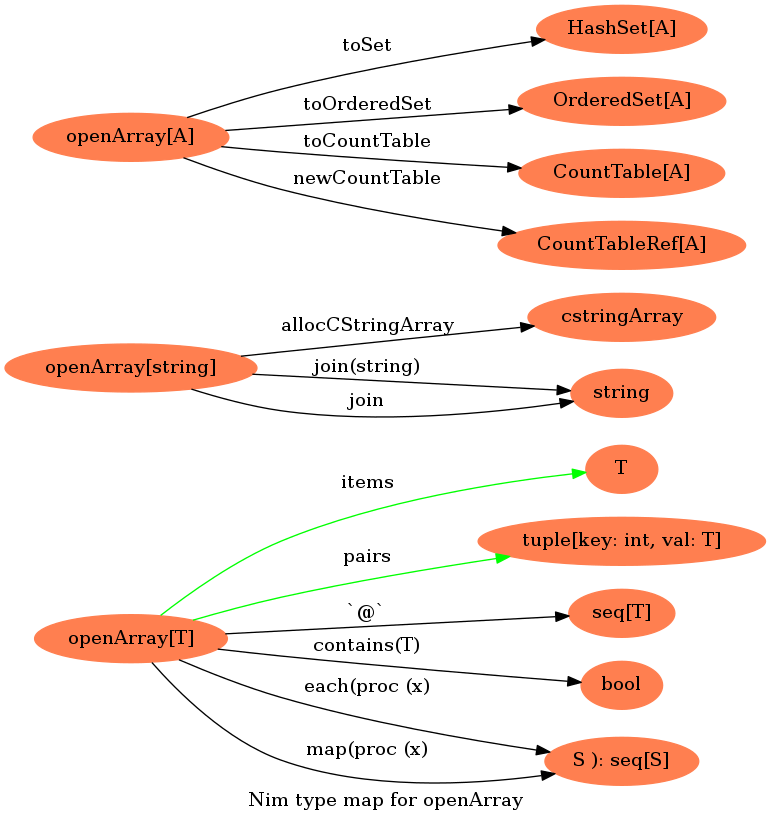 HashSet[A]
toSet
OrderedSet[A]
toOrderedSet
openArray[A]
toCountTable
CountTable[A]
newCountTable
CountTableRef[A]
cstringArray
allocCStringArray
openArray[string]
join(string)
string
join
T
items
tuple[key: int, val: T]
pairs
`@`
seq[T]
openArray[T]
contains(T)
bool
each(proc (x)
map(proc (x)
S ): seq[S]
Nim type map for openArray